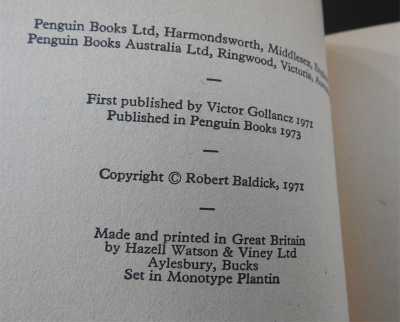 Penguin Books Ltd, Harmondsworth, Middlesex,
Penguin Books Australia Ltd, Ringwood, Victoria,
—
First published by Victor Gollancz 1971
Published in Penguin Books 1973
—
Copyright © Robert Baldick, 1971
—
Made and printed in Great Britain
by Hazell Watson & Viney Ltd
Aylesbury, Bucks
Set in Monotype Plantin